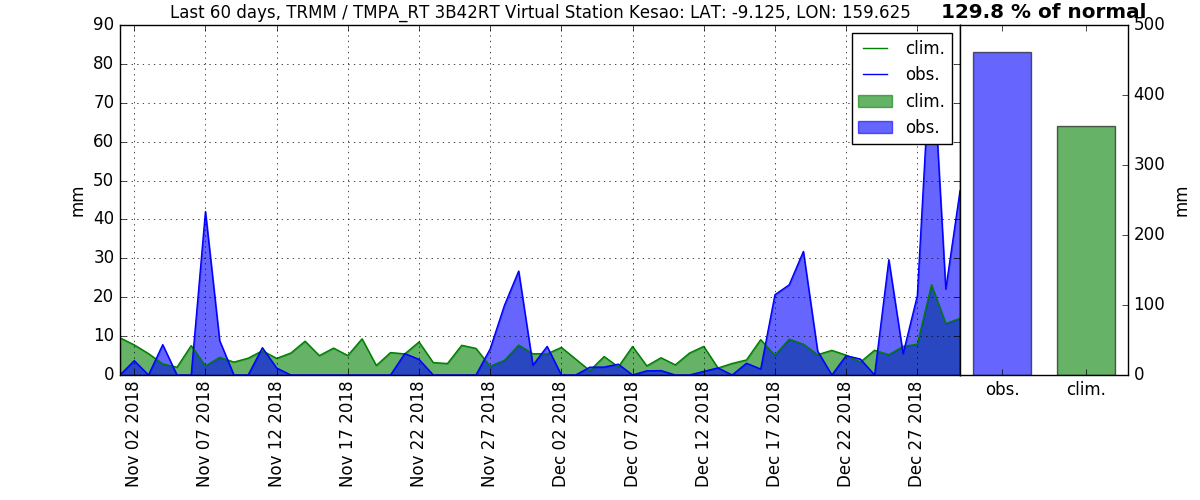 Last 60 days, TRMM / TMPA_RT 3B42RT Virtual Station Kesao: LAT: -9.125, LON: 159.625
129.8 % of normal
90
80
70
60
50
40
30
20
10
0
mm
clim.
obs.
clim.
obs.
500
400
300
200
100
0
mm
obs.
clim.
Nov 02 2018
Nov 07 2018
Nov 12 2018
Nov 17 2018
Nov 22 2018
Nov 27 2018
Dec 02 2018
Dec 07 2018
Dec 12 2018
Dec 17 2018
Dec 22 2018
Dec 27 2018